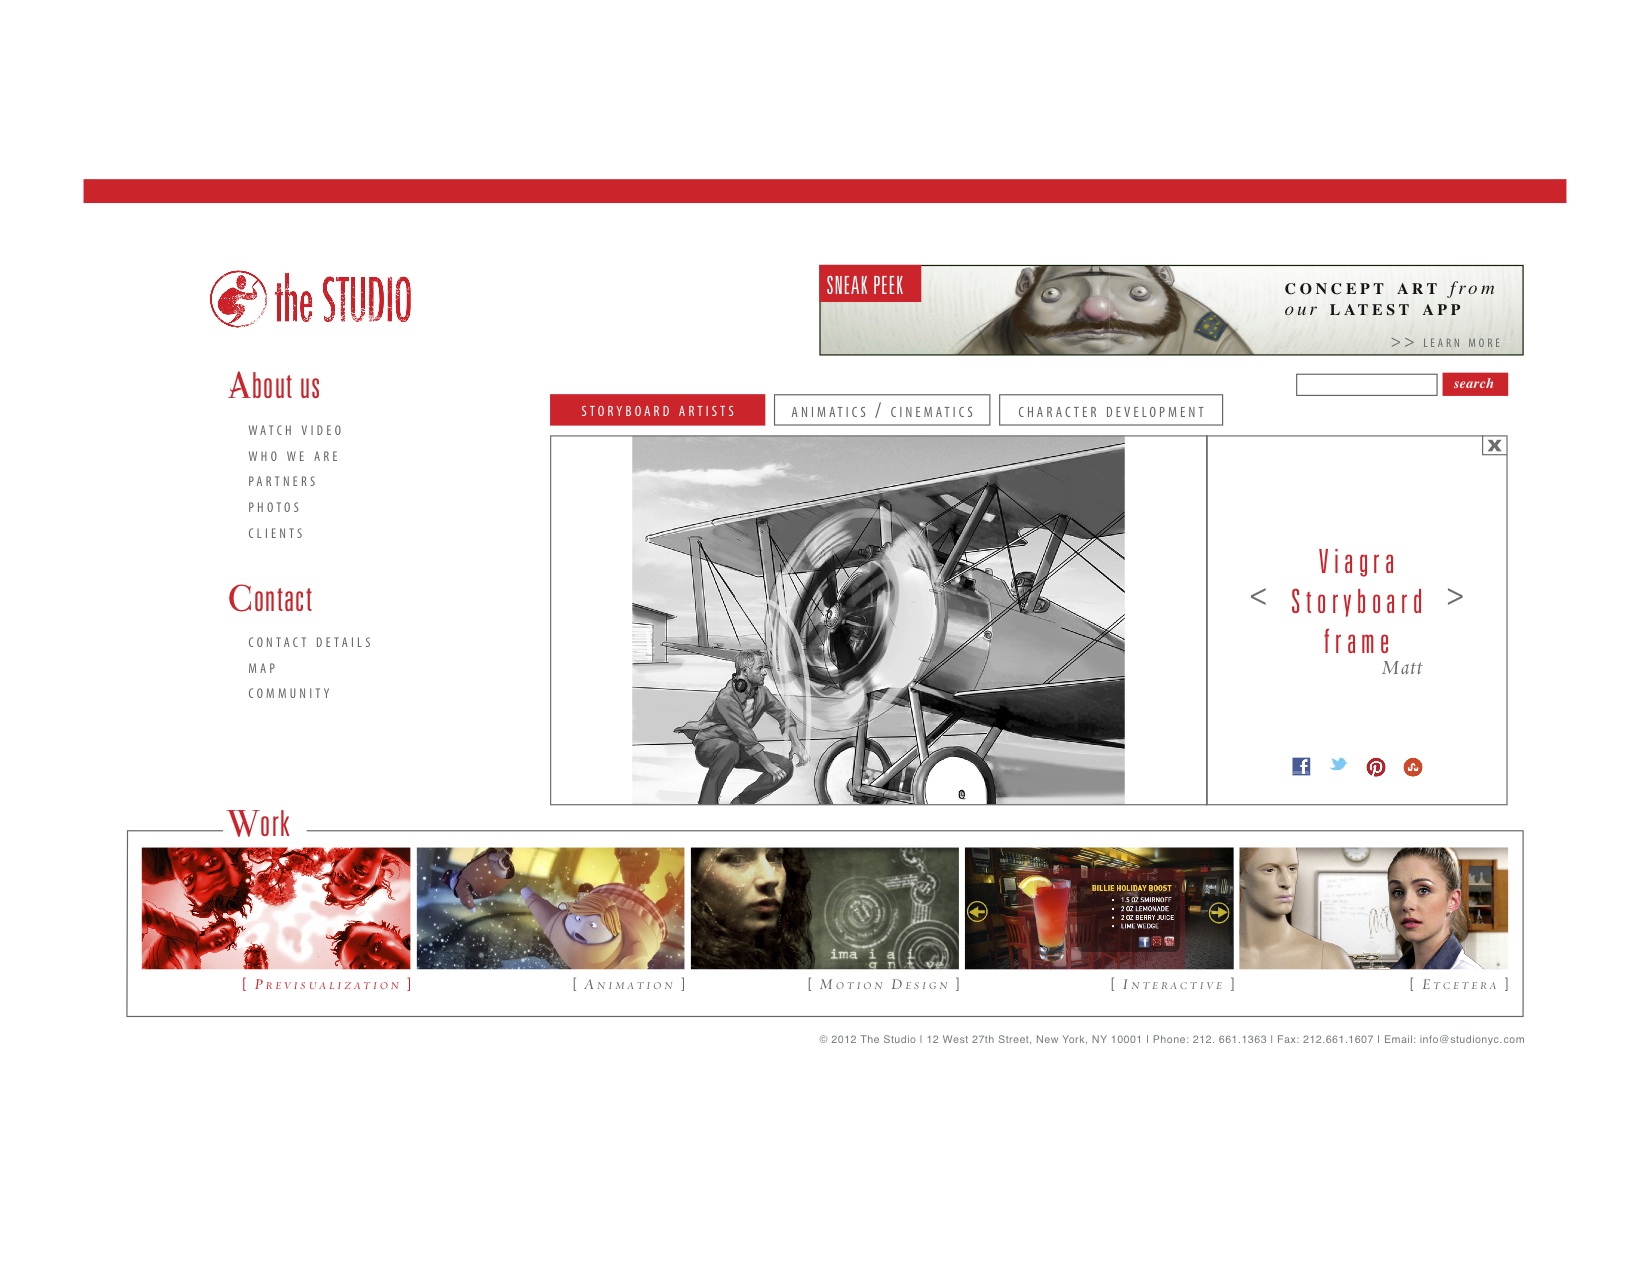 the STUDIO
SNEAK PEEK
CONCEPT ART from
our LATEST APP
>> LEARN MORE
search
About us
WATCH VIDEO
WHO WE ARE
PARTNERS
PHOTOS
CLIENTS
Contact
CONTACT DETAILS
MAP
COMMUNITY
STORYBOARD ARTISTS
ANIMATICS / CINEMATICS
CHARACTER DEVELOPMENT
X
< Viagra
Storyboard >
frame
Matt
Work
ima i a i
BILLIE HOLIDAY BOOST
• 1.5 OZ SMIRNOFF
• 2 OZ LEMONADE
• 2 OZ BERRY JUICE
• LIME WEDGE
[ PREVISUALIZATION ]
[ ANIMATION ]
[ MOTION DESIGN ]
[ INTERACTIVE ]
[ ETCETERA ]
© 2012 The Studio | 12 West 27th Street, New York, NY 10001 | Phone: 212. 661.1363 | Fax: 212.661.1607 | Email: info@studionyc.com